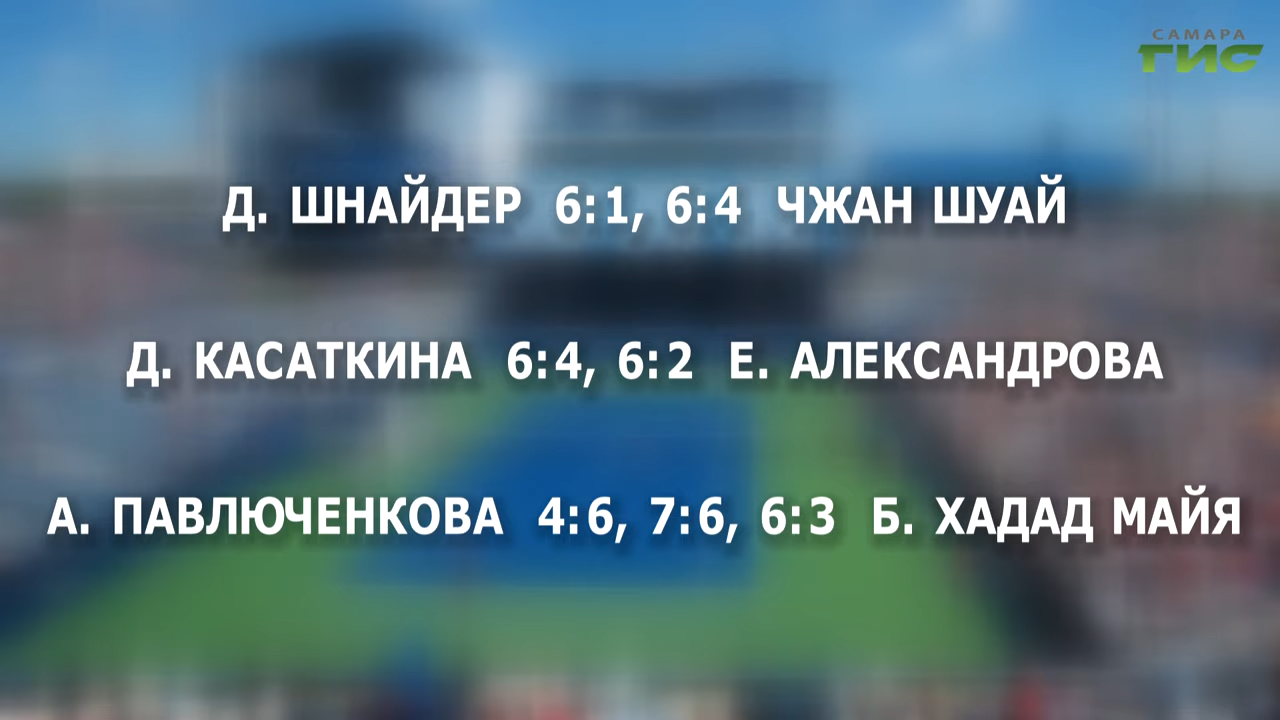 САМАРА
ГИС
Д. ШНАЙДЕР 6:1, 6:4 ЧЖАН ШУАЙ
Д. КАСАТКИНА 6:4, 6:2 Е. АЛЕКСАНДРОВА
А. ПАВЛЮЧЕНКОВА 4:6, 7:6, 6:3 Б. ХАДАД МАЙЯ